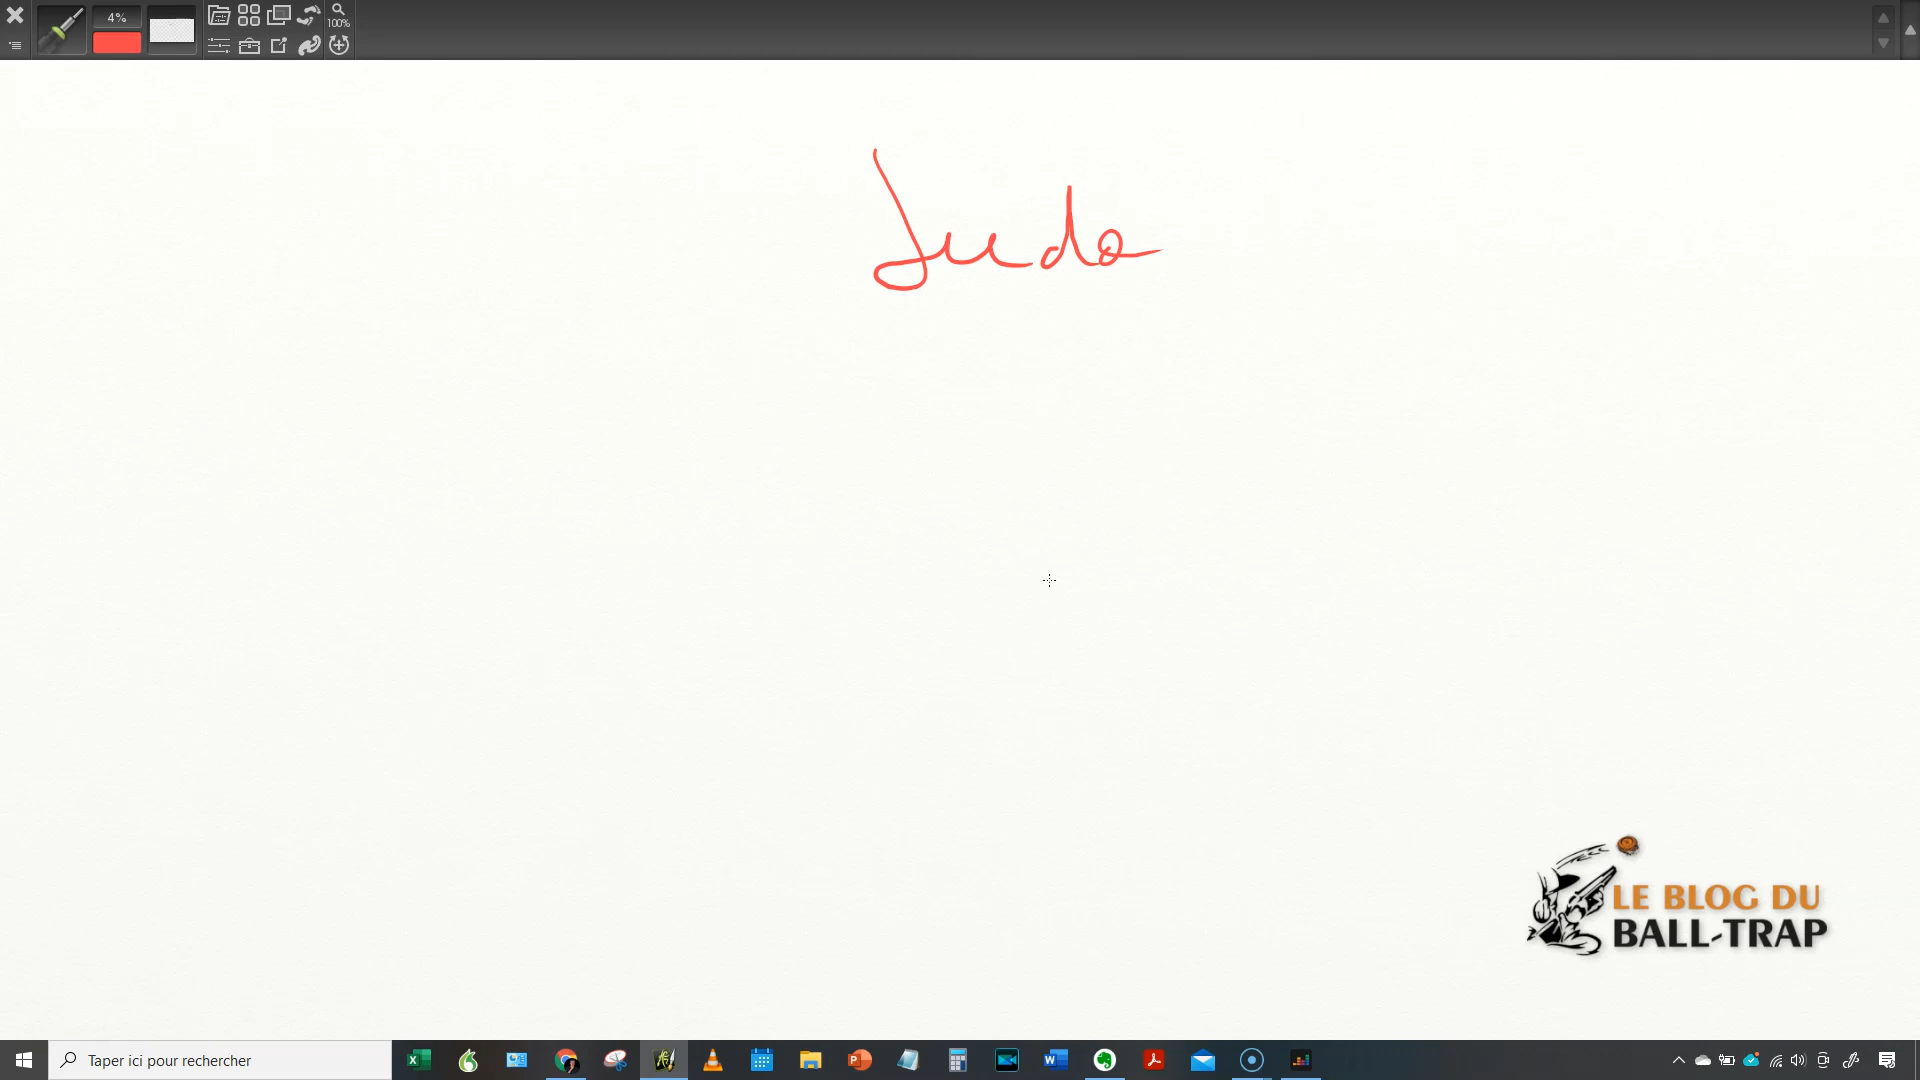 4%
100%
Judo
LE BLOG DU
BALL-TRAP
Taper ici pour rechercher